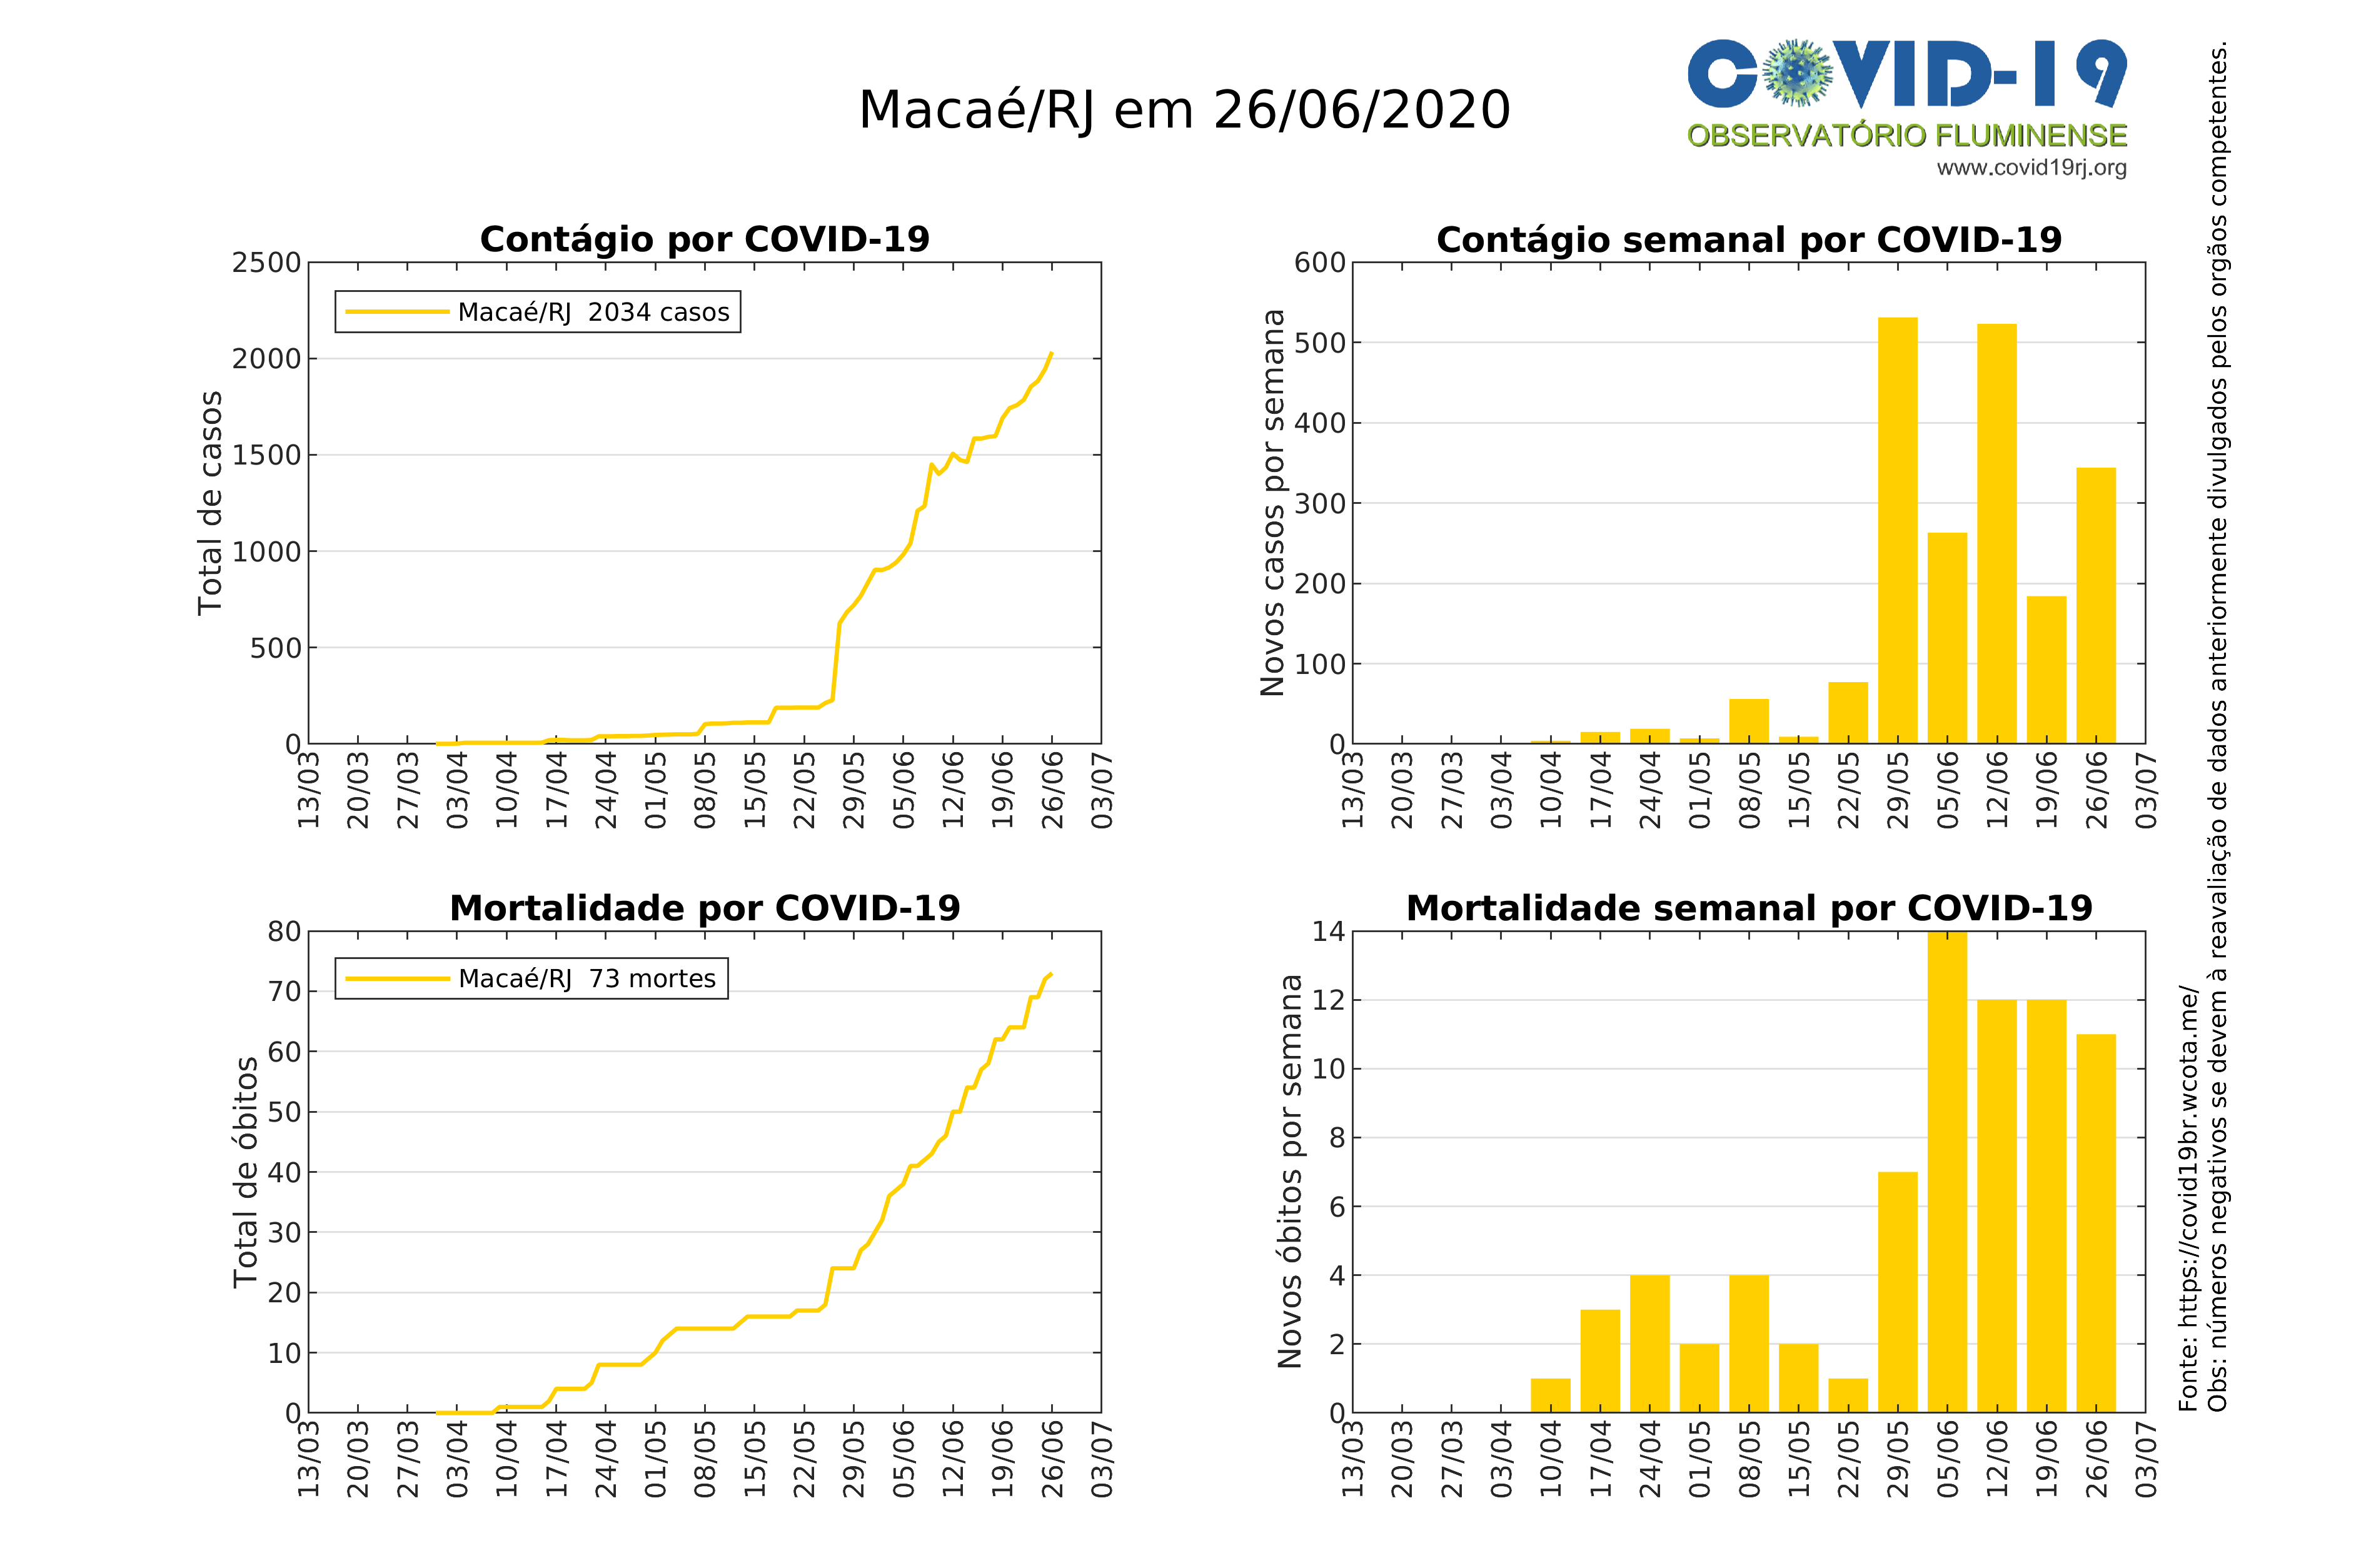 Macaé/RJ em 26/06/2020
COVID-19
OBSERVATÓRIO FLUMINENSE
www.covid19rj.org
Contágio por COVID-19
Total de casos
2500
2000
1500
1000
500
0
Macaé/RJ 2034 casos
13/03 20/03 27/03 03/04 10/04 17/04 24/04 01/05 08/05 15/05 22/05 29/05 05/06 12/06 19/06 26/06 03/07
Contágio semanal por COVID-19
Novos casos por semana
600
500
400
300
200
100
0
13/03 20/03 27/03 03/04 10/04 17/04 24/04 01/05 08/05 15/05 22/05 29/05 05/06 12/06 19/06 26/06 03/07
Mortalidade por COVID-19
Total de óbitos
80
70
60
50
40
30
20
10
0
Macaé/RJ 73 mortes
13/03 20/03 27/03 03/04 10/04 17/04 24/04 01/05 08/05 15/05 22/05 29/05 05/06 12/06 19/06 26/06 03/07
Mortalidade semanal por COVID-19
Novos óbitos por semana
14
12
10
8
6
4
2
0
13/03 20/03 27/03 03/04 10/04 17/04 24/04 01/05 08/05 15/05 22/05 29/05 05/06 12/06 19/06 26/06 03/07
Fonte: https://covid19br.wcota.me/
Obs: números negativos se devem à reavaliação de dados anteriormente divulgados pelos orgãos competentes.